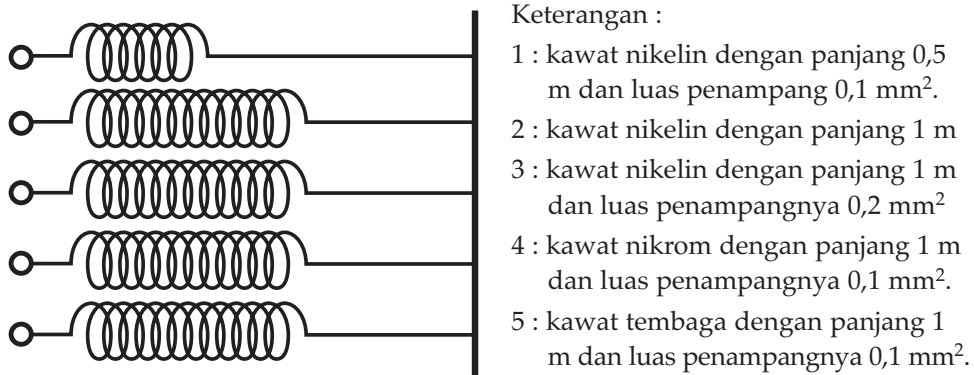 Keterangan :
1 : kawat nikelin dengan panjang 0,5
m dan luas penampang 0,1 mm².
2 : kawat nikelin dengan panjang 1 m
3 : kawat nikelin dengan panjang 1 m
dan luas penampangnya 0,2 mm²
4 : kawat nikrom dengan panjang 1 m
dan luas penampangnya 0,1 mm².
5 : kawat tembaga dengan panjang 1
m dan luas penampangnya 0,1 mm².